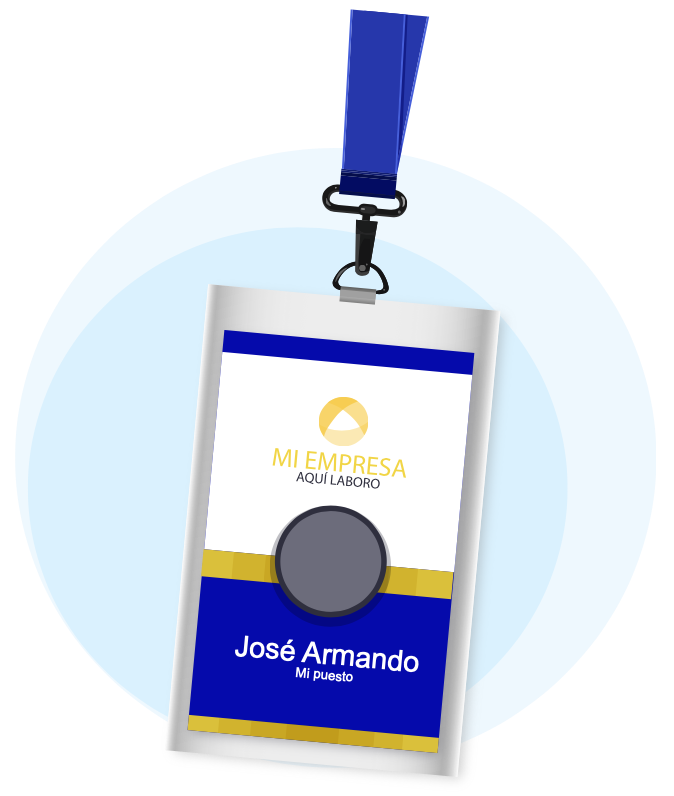 MI EMPRESA
AQUÍ LABORO
José Armando
Mi puesto